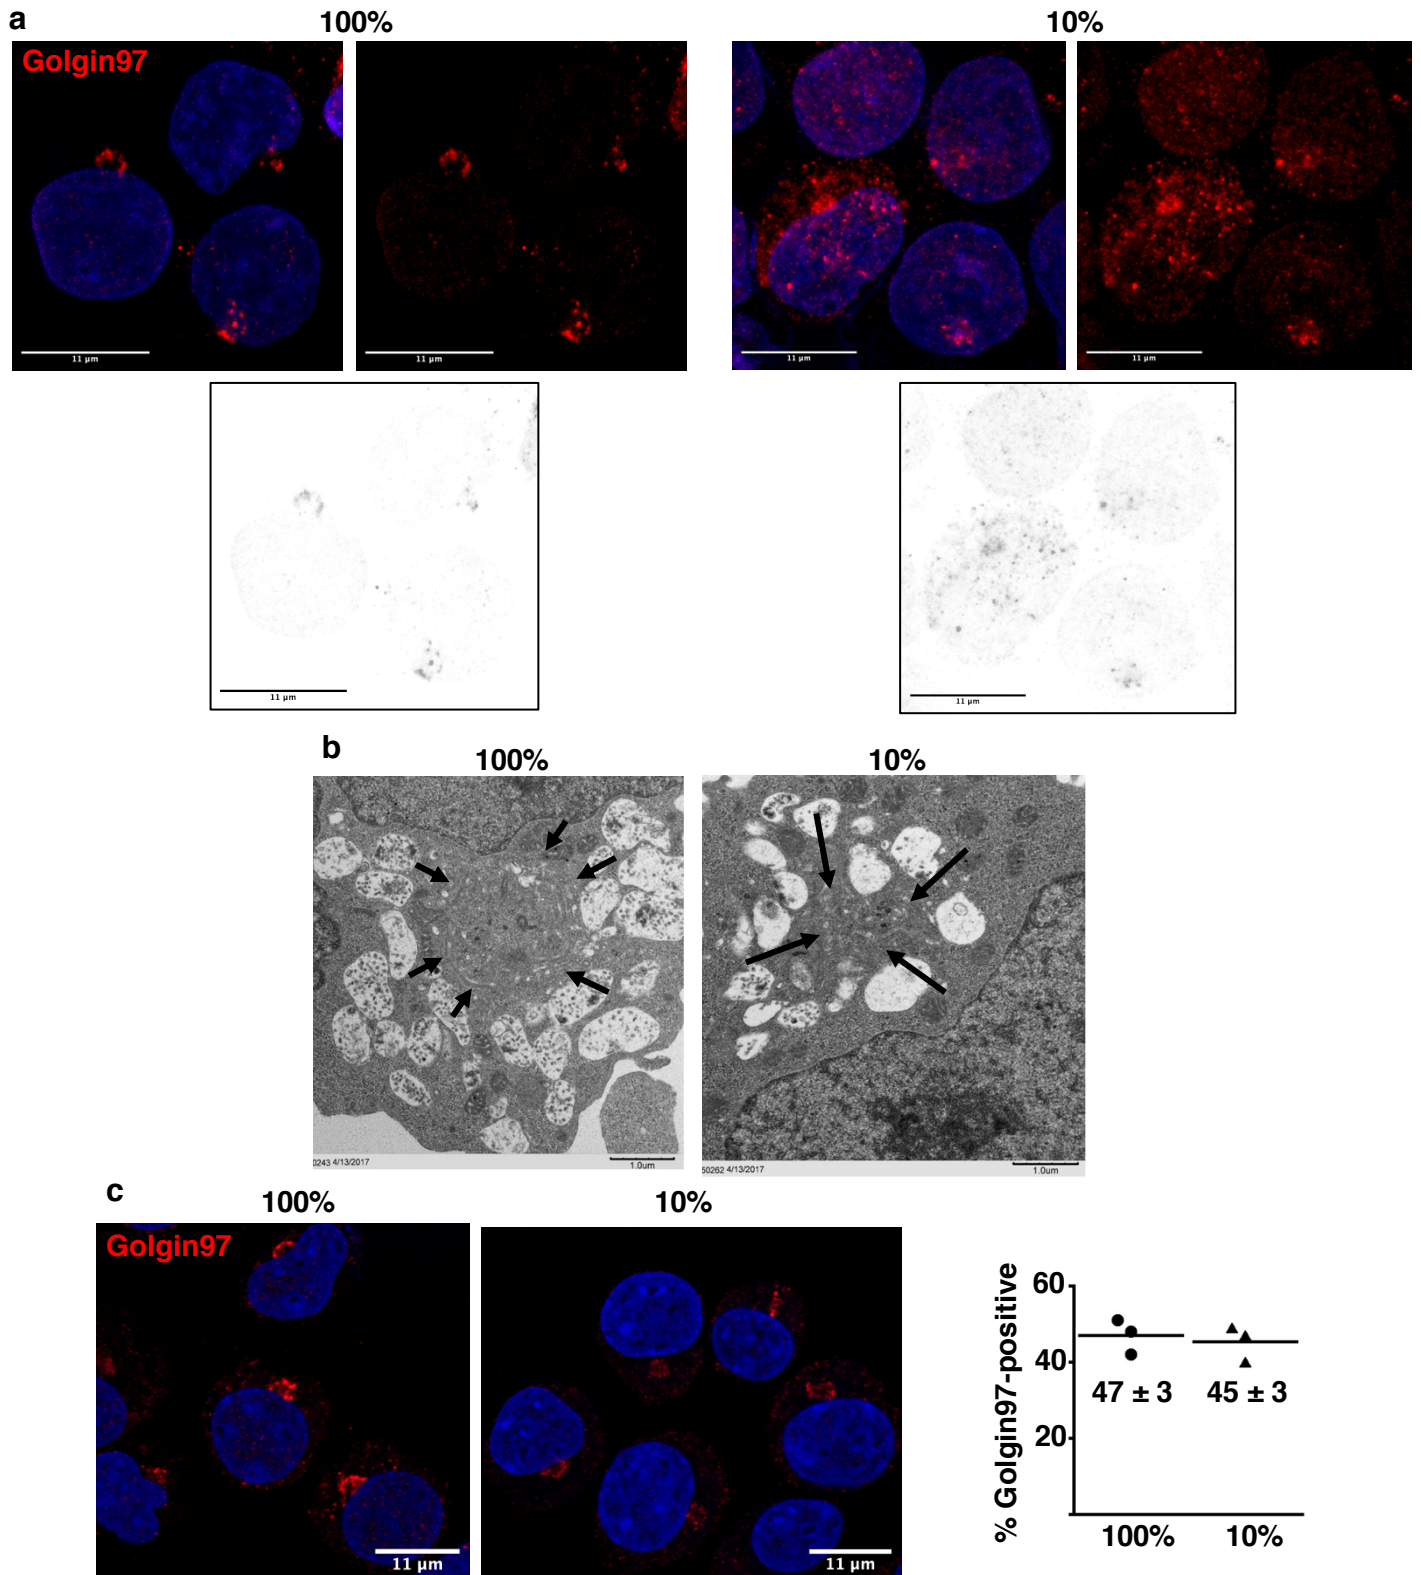 a
100%
10%
Golgin97
11 µm
11 µm
11 µm
11 µm
11 µm
11 µm
b
100%
10%
0243 4/13/2017
1.0um
50262 4/13/2017
1.0um
c
100%
10%
Golgin97
11 µm
11 µm
% Golgin97-positive
60
40
20
47 ± 3
45 ± 3
100%
10%